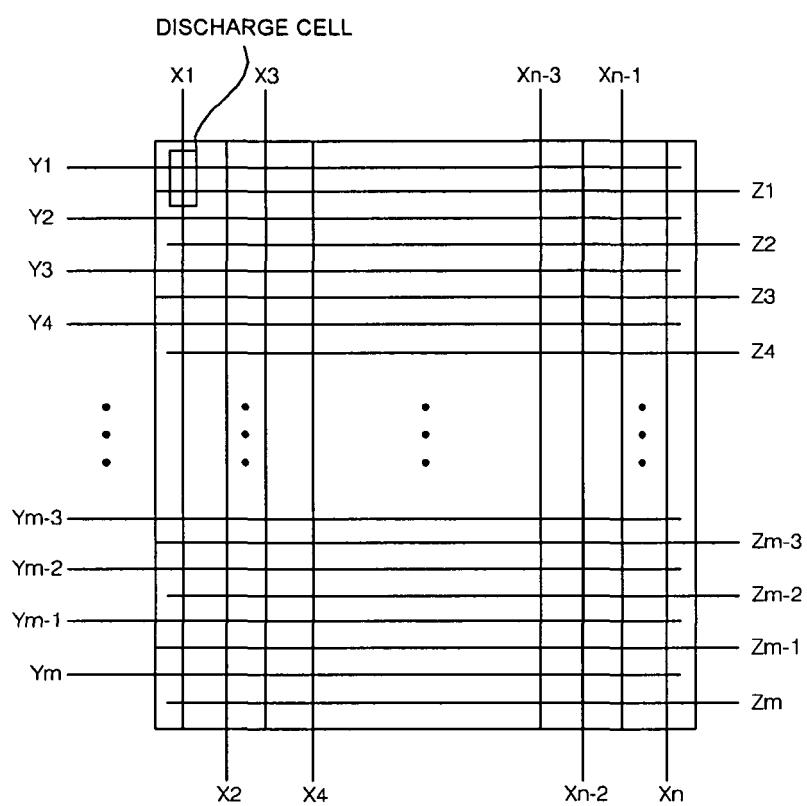 DISCHARGE CELL
X1 X3 Xn-3 Xn-1
Y1
Z1
Y2
Z2
Y3
Z3
Y4
Z4
Ym-3
Zm-3
Ym-2
Zm-2
Ym-1
Zm-1
Ym
Zm
X2 X4 Xn-2 Xn